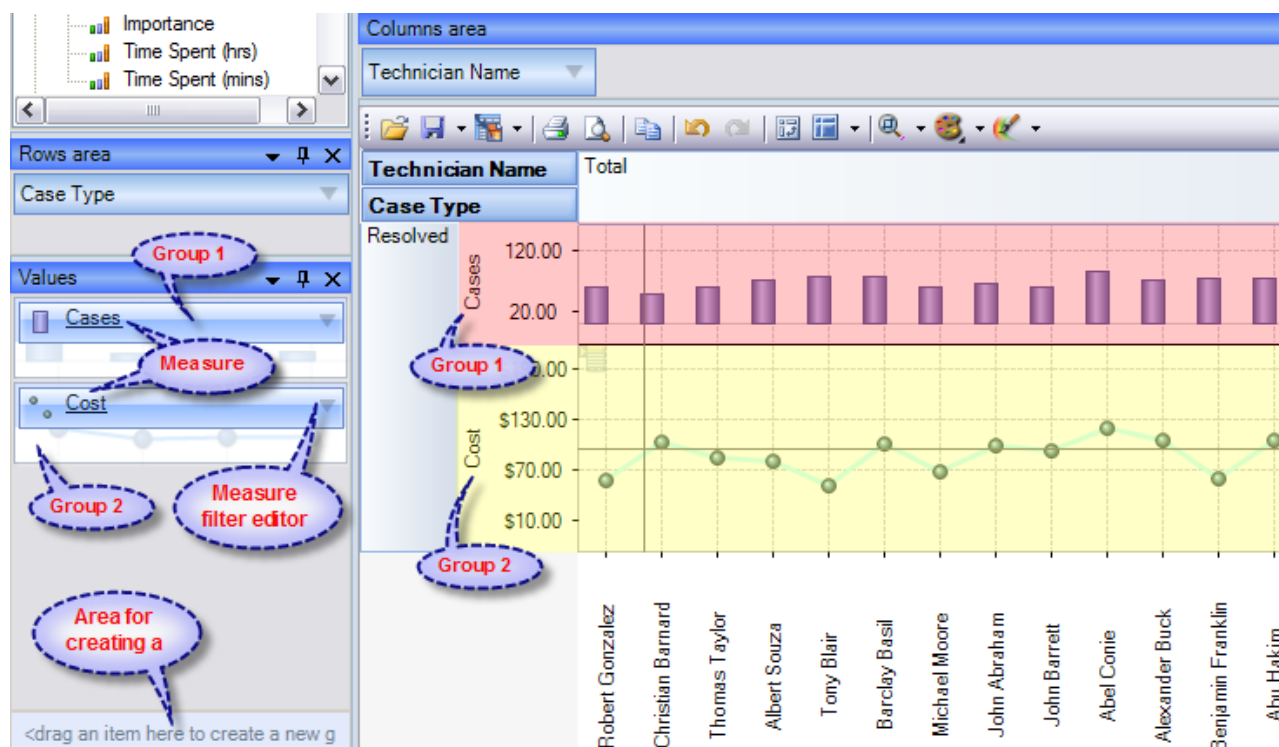 Importance
Time Spent (hrs)
Time Spent (mins)
Rows area
Case Type
Group 1
Values
Cases
Measure
Cost
Group 2
Measure
filter editor
Area for
creating a
<drag an item here to create a new g
Columns area
Technician Name
Technician Name
Total
Case Type
Resolved
Cases
120.00
20.00
Group 1
0.00
Cost
$130.00
$70.00
$10.00
Group 2
Robert Gonzalez
Christian Barnard
Thomas Taylor
Albert Souza
Tony Blair
Barclay Basil
Michael Moore
John Abraham
John Barrett
Abel Conie
Alexander Buck
Benjamin Franklin
Abu Hakim